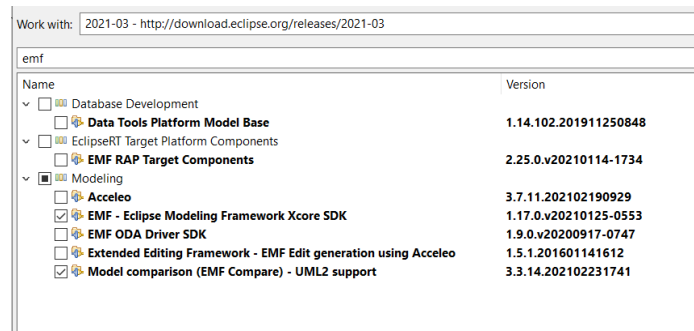 Work with: 2021-03 - http://download.eclipse.org/releases/2021-03
emf
Name Version
Database Development
Data Tools Platform Model Base 1.14.102.201911250848
EclipseRT Target Platform Components
EMF RAP Target Components 2.25.0.v20210114-1734
Modeling
Acceleo 3.7.11.202102190929
EMF - Eclipse Modeling Framework Xcore SDK 1.17.0.v20210125-0553
EMF ODA Driver SDK 1.9.0.v20200917-0747
Extended Editing Framework - EMF Edit generation using Acceleo 1.5.1.201601141612
Model comparison (EMF Compare) - UML2 support 3.3.14.202102231741